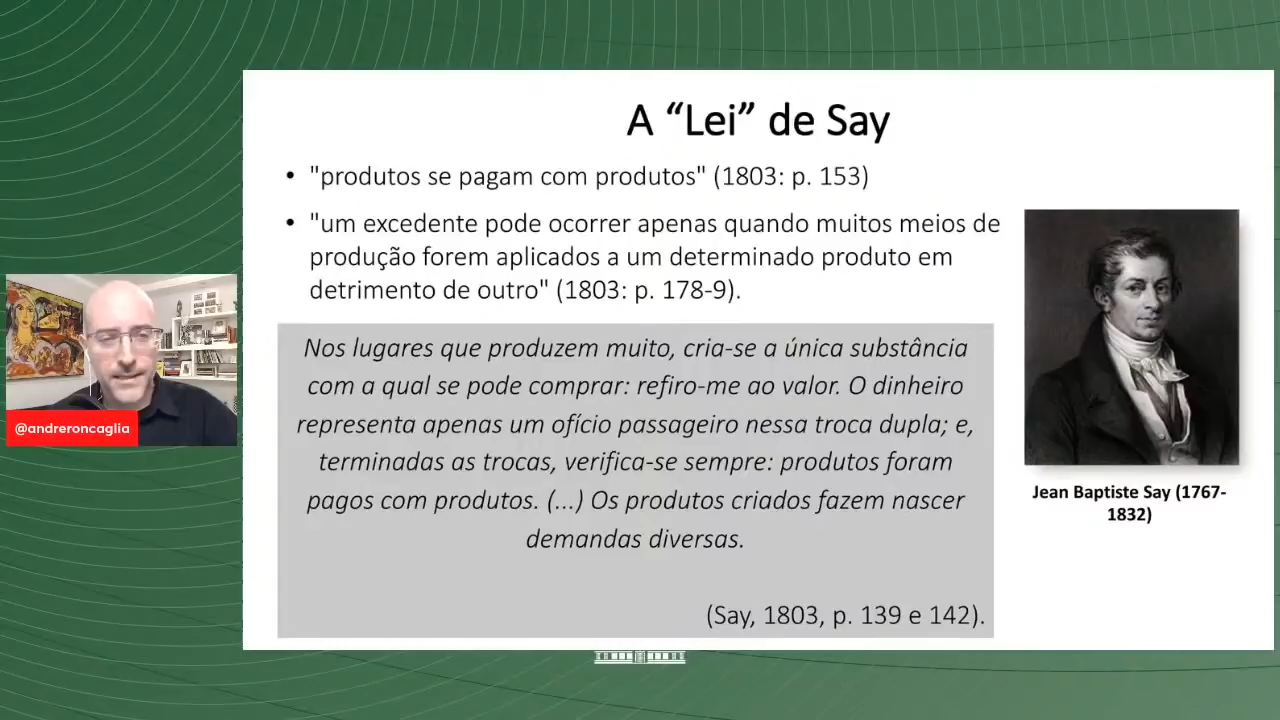 A “Lei” de Say
• "produtos se pagam com produtos" (1803: p. 153)
• "um excedente pode ocorrer apenas quando muitos meios de
produção forem aplicados a um determinado produto em
detrimento de outro" (1803: p. 178-9).
Nos lugares que produzem muito, cria-se a única substância
com a qual se pode comprar: refiro-me ao valor. O dinheiro
representa apenas um ofício passageiro nessa troca dupla; e,
terminadas as trocas, verifica-se sempre: produtos foram
pagos com produtos. (...) Os produtos criados fazem nascer
demandas diversas.
(Say, 1803, p. 139 e 142).
Jean Baptiste Say (1767-
1832)
@andreroncaglia